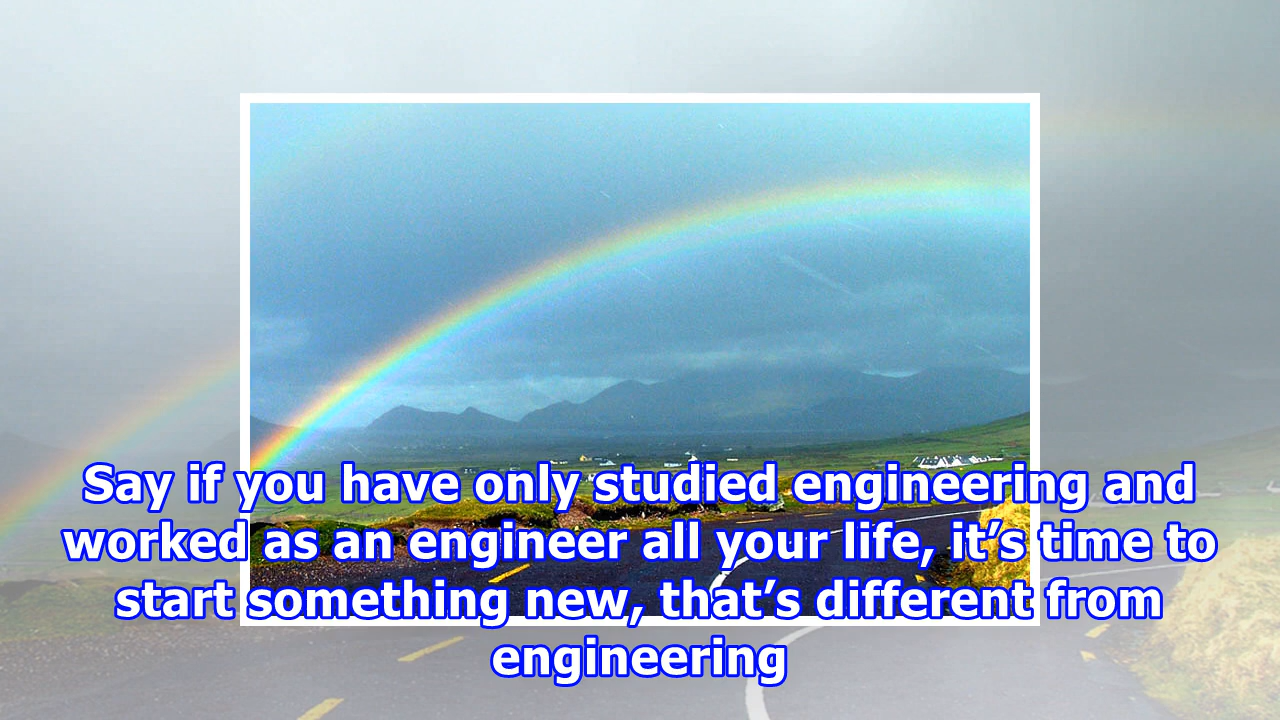 Say if you have only studied engineering and
worked as an engineer all your life, it’s time to
start something new, that’s different from
engineering